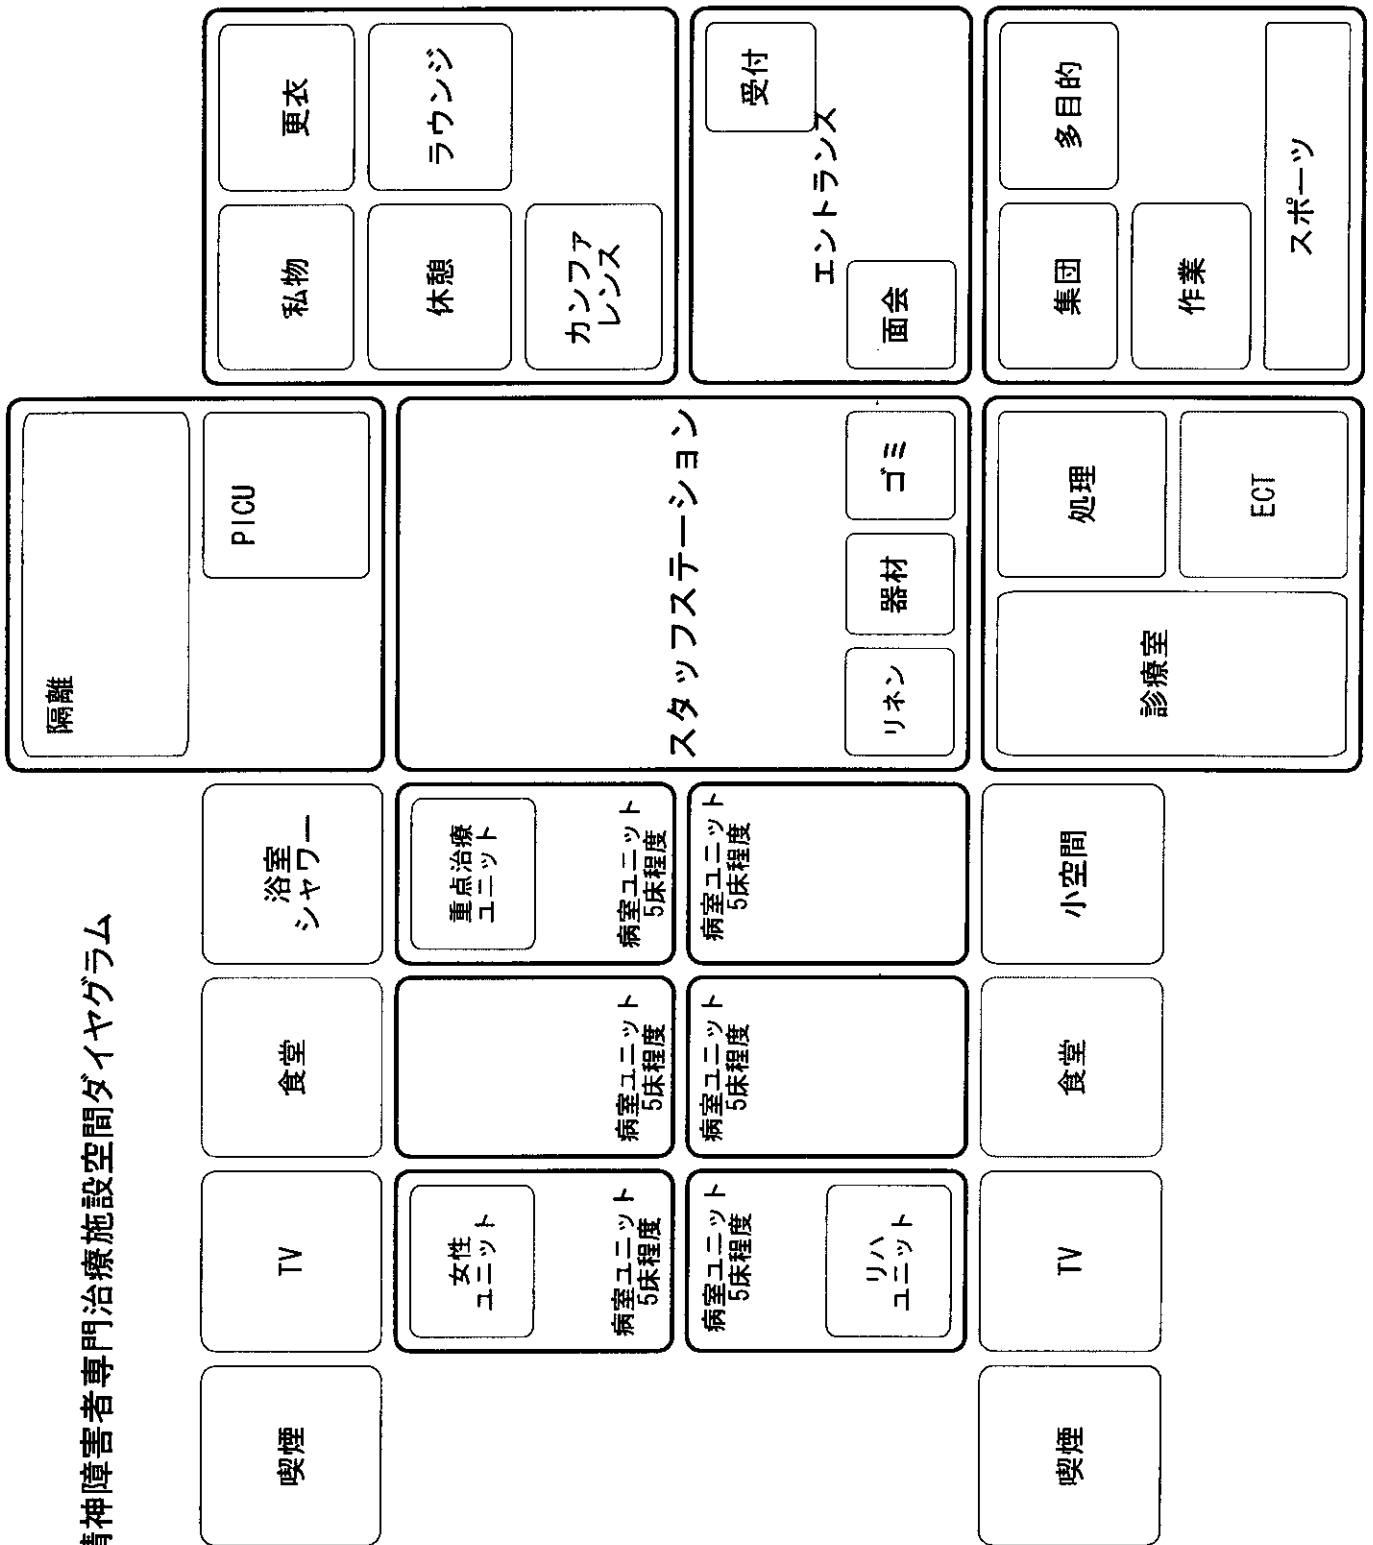 精神障害者専門治療施設空間ダイヤグラム
隔離
PICU
喫煙
TV
食堂
浴室
シャワー
私物
更衣
休憩
ラウンジ
カンファ
レンス
女性
ユニット
病室ユニット
5床程度
病室ユニット
5床程度
重点治療
ユニット
病室ユニット
5床程度
スタッフステーション
受付
エントランス
面会
病室ユニット
5床程度
リハ
ユニット
病室ユニット
5床程度
病室ユニット
5床程度
リネン
器材
ゴミ
喫煙
TV
食堂
小空間
診療室
処理
ECT
集団
多目的
作業
スポーツ